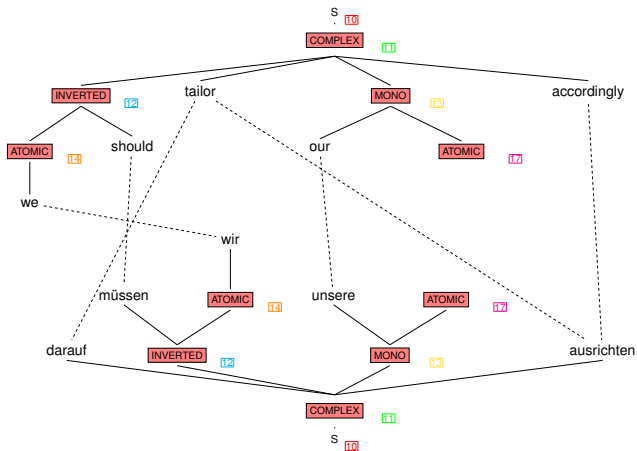 S 10
COMPLEX 11
INVERTED 12 tailor MONO 13 accordingly
ATOMIC 14 should our ATOMIC 17
we
wir
müssen ATOMIC 14 unsere ATOMIC 17
darauf INVERTED 12 MONO 13 ausrichten
COMPLEX 11
S 10